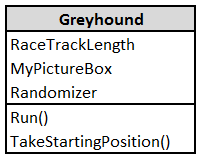 Greyhound
RaceTrackLength
MyPictureBox
Randomizer
Run()
TakeStartingPosition()